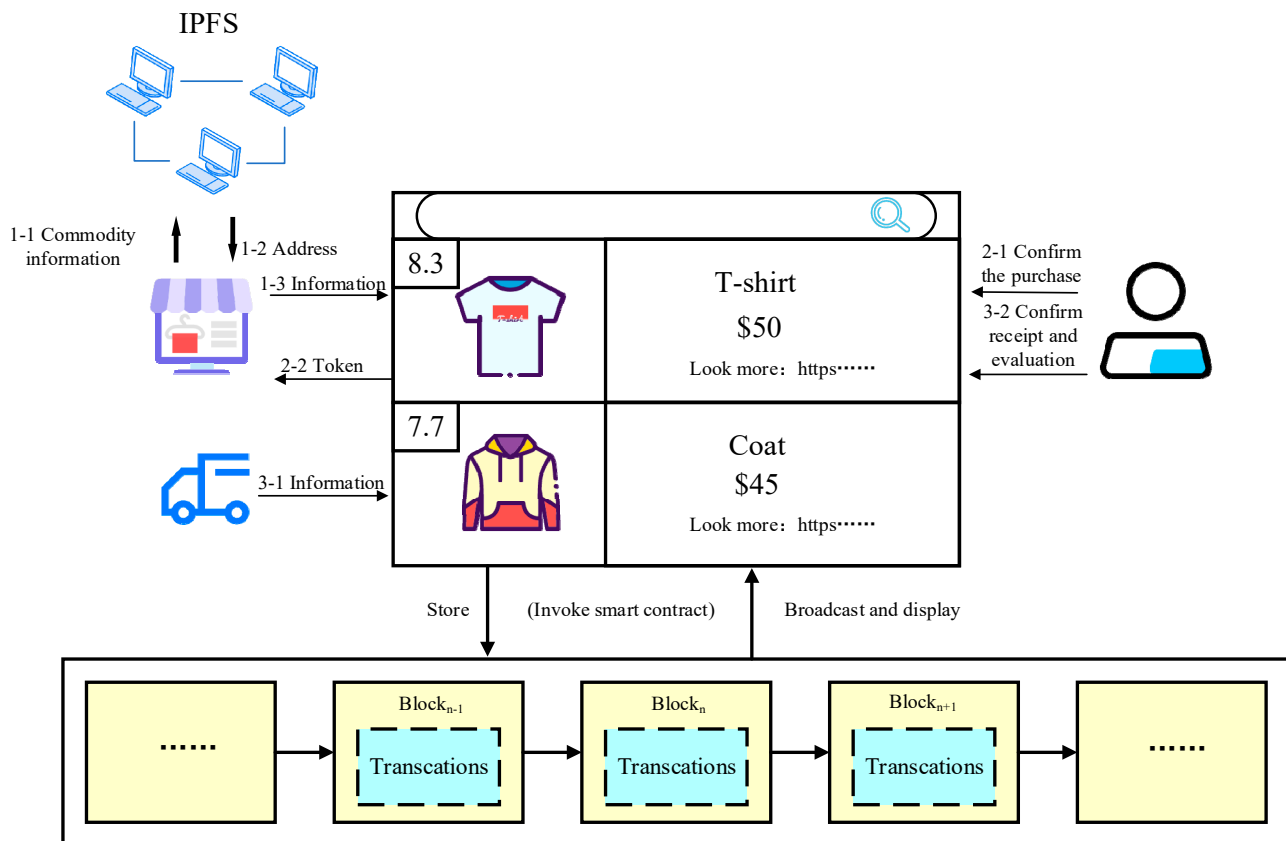 IPFS
1-1 Commodity
information
1-2 Address
1-3 Information
2-2 Token
3-1 Information
8.3
T-shirt
T-shirt
$50
Look more：https……
7.7
Coat
$45
Look more：https……
2-1 Confirm
the purchase
3-2 Confirm
receipt and
evaluation
Store
(Invoke smart contract)
Broadcast and display
……
Blockn-1
Transcations
Blockn
Transcations
Blockn+1
Transcations
……